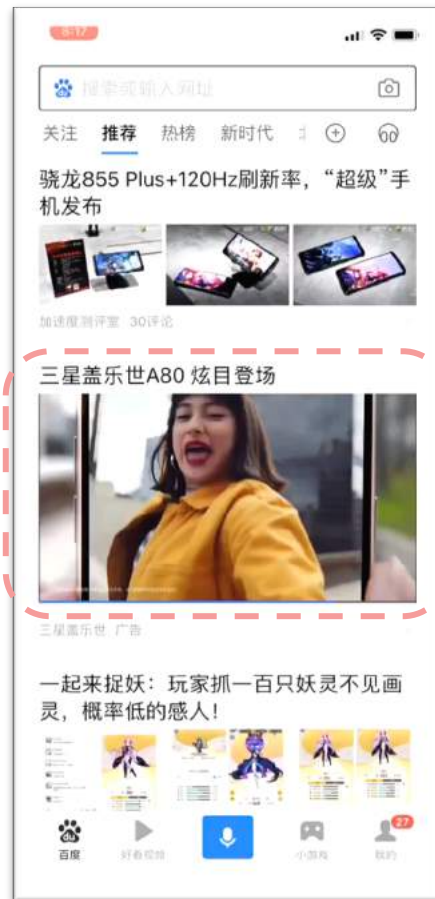 8:17
搜索或输入网址
关注 推荐 热榜 新时代
骁龙855 Plus+120Hz刷新率，“超级”手
机发布
加速度测评室 30评论
三星盖乐世A80 炫目登场
三星盖乐世 广告
一起来捉妖：玩家抓一百只妖灵不见画
灵，概率低的感人！
27
百度 好看视频 小游戏 我的